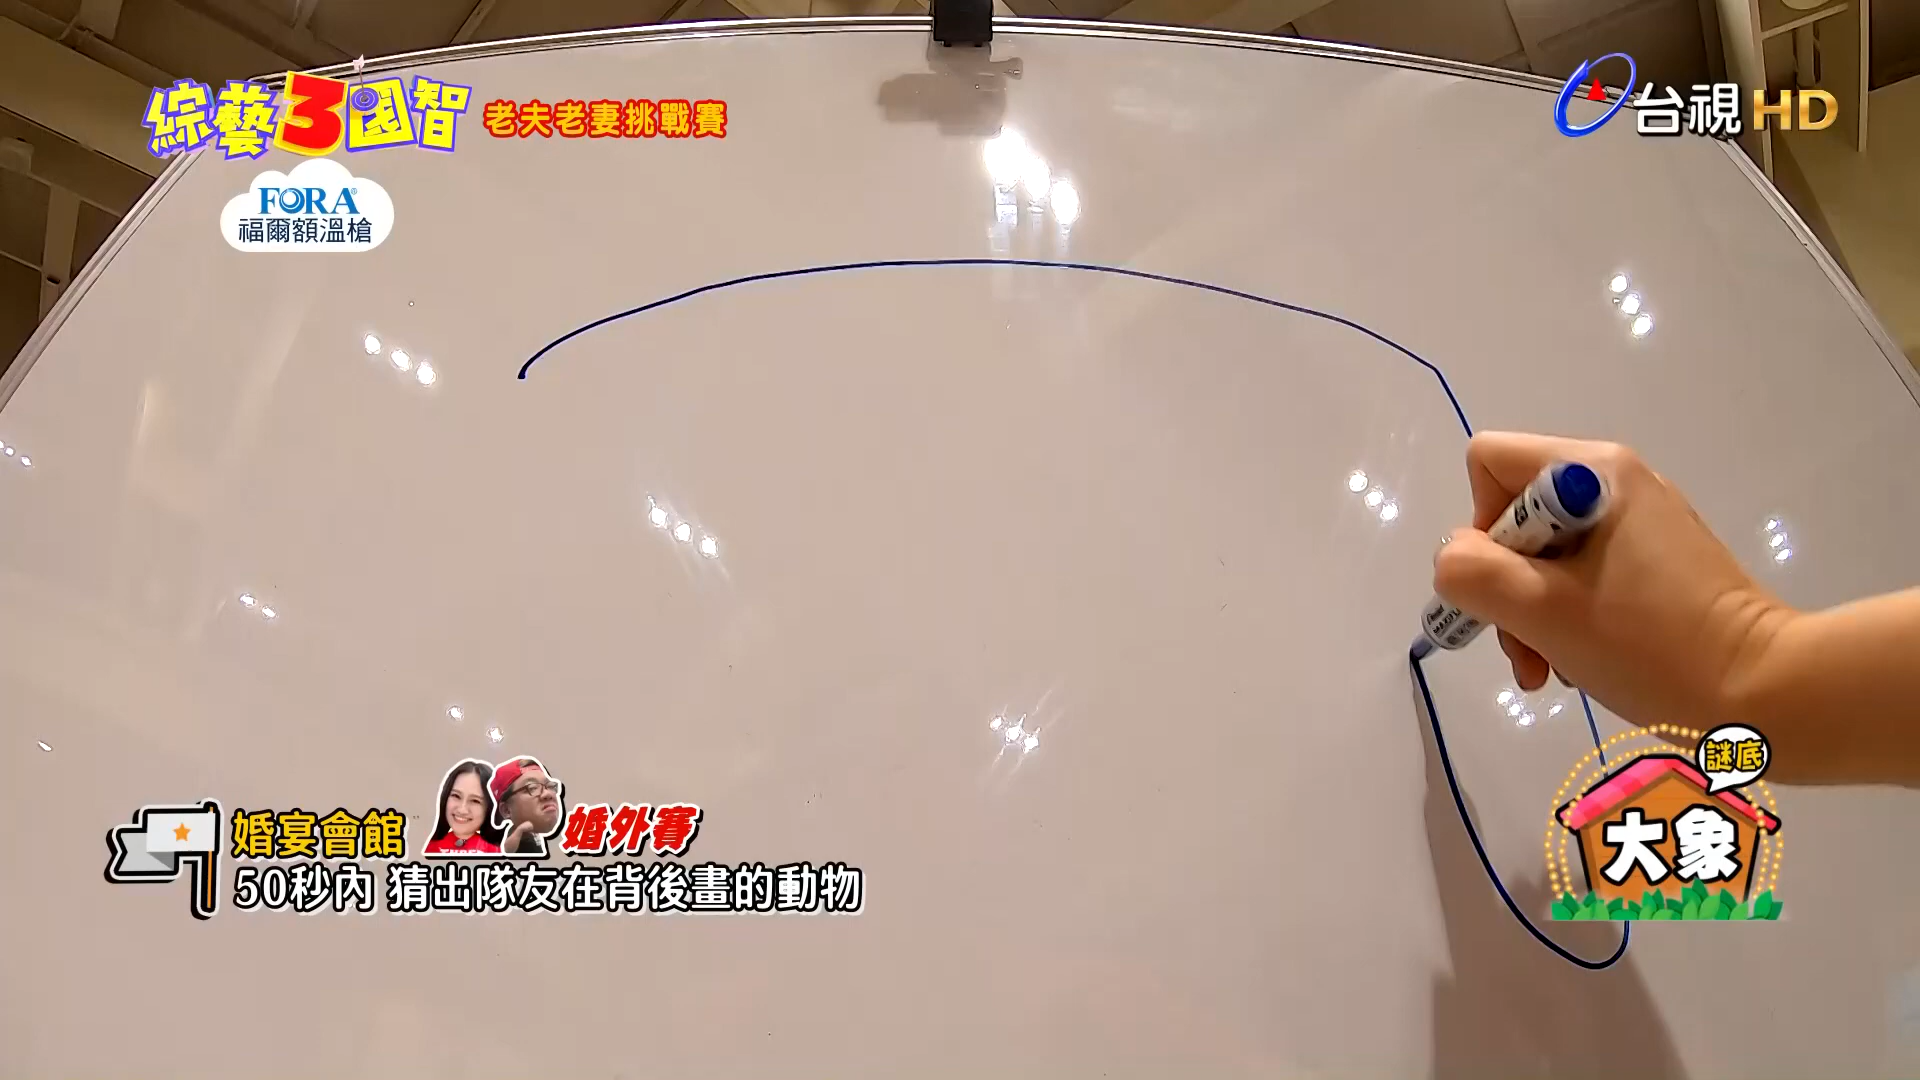 綜藝3國智 老夫老妻挑戰賽
FORA
福爾額溫槍
台視HD
謎底
大象
婚宴會館 婚外賽
50秒內 猜出隊友在背後畫的動物